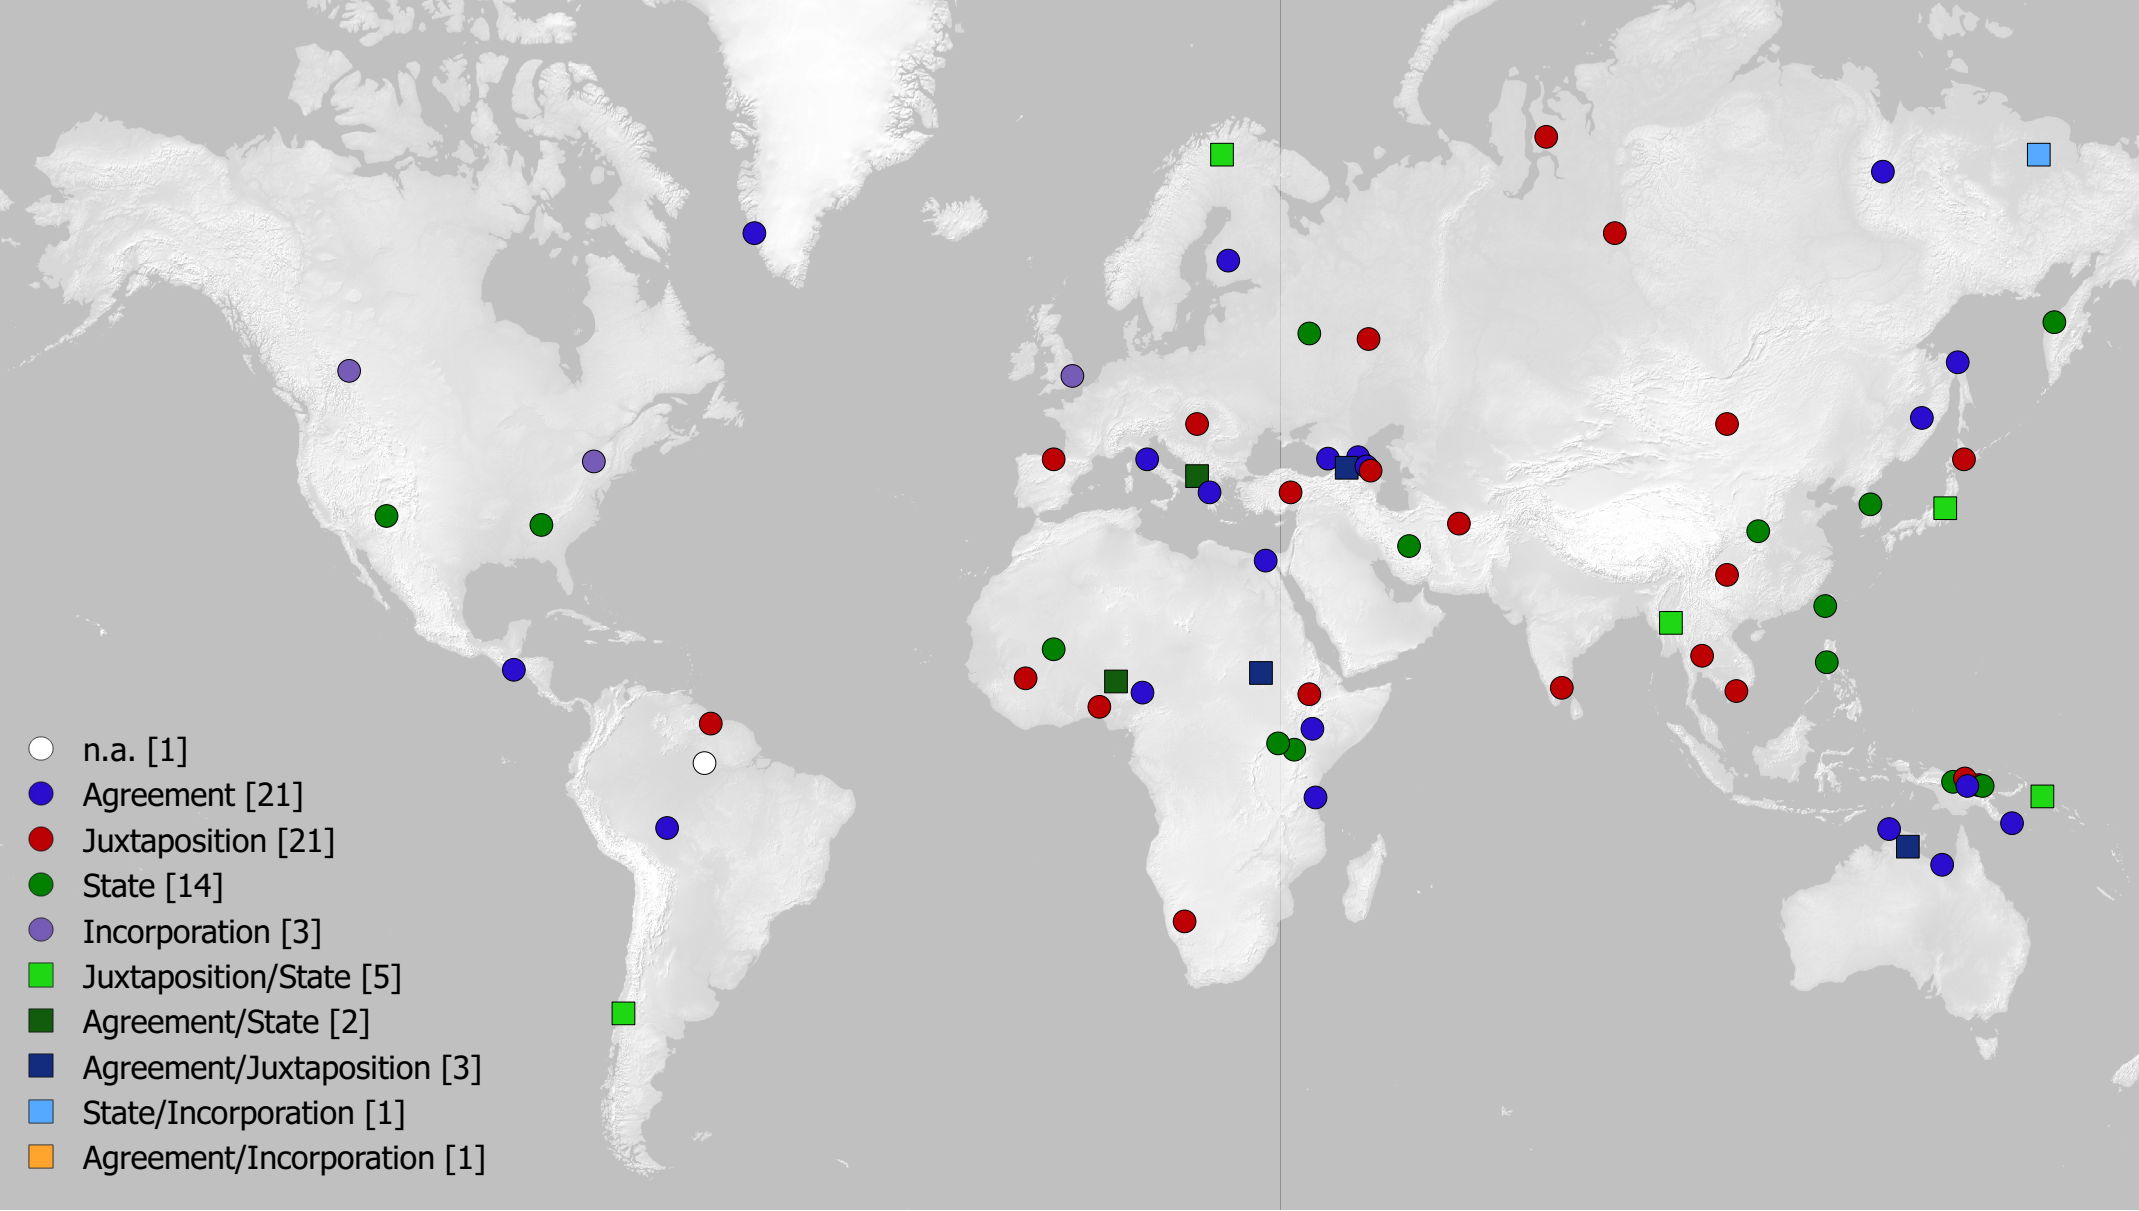 n.a. [1]
Agreement [21]
Juxtaposition [21]
State [14]
Incorporation [3]
Juxtaposition/State [5]
Agreement/State [2]
Agreement/Juxtaposition [3]
State/Incorporation [1]
Agreement/Incorporation [1]